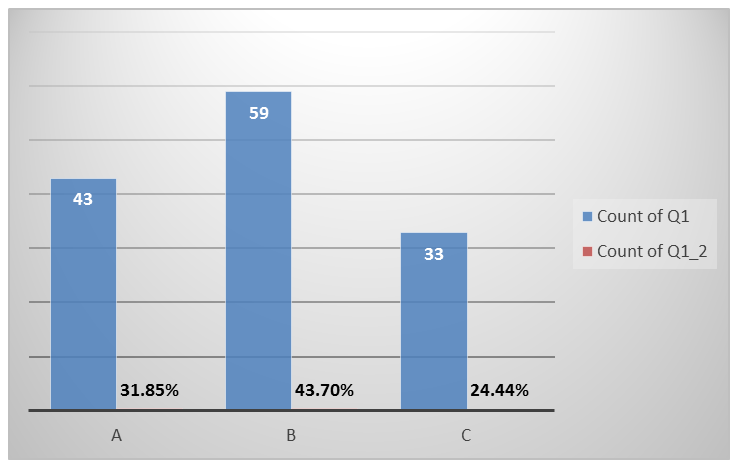 59
43
33
Count of Q1
Count of Q1_2
31.85%
43.70%
24.44%
A
B
C